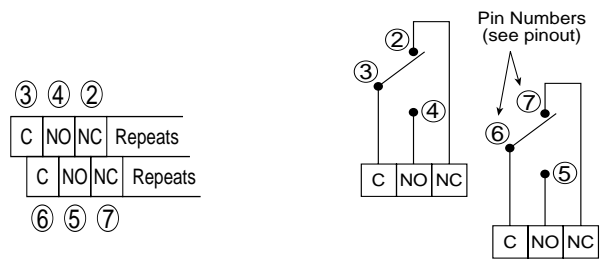 ③ ④ ②
C NO NC Repeats
C NO NC Repeats
⑥ ⑤ ⑦
②
③
④
C NO NC
Pin Numbers
(see pinout)
⑦
⑥
⑤
C NO NC